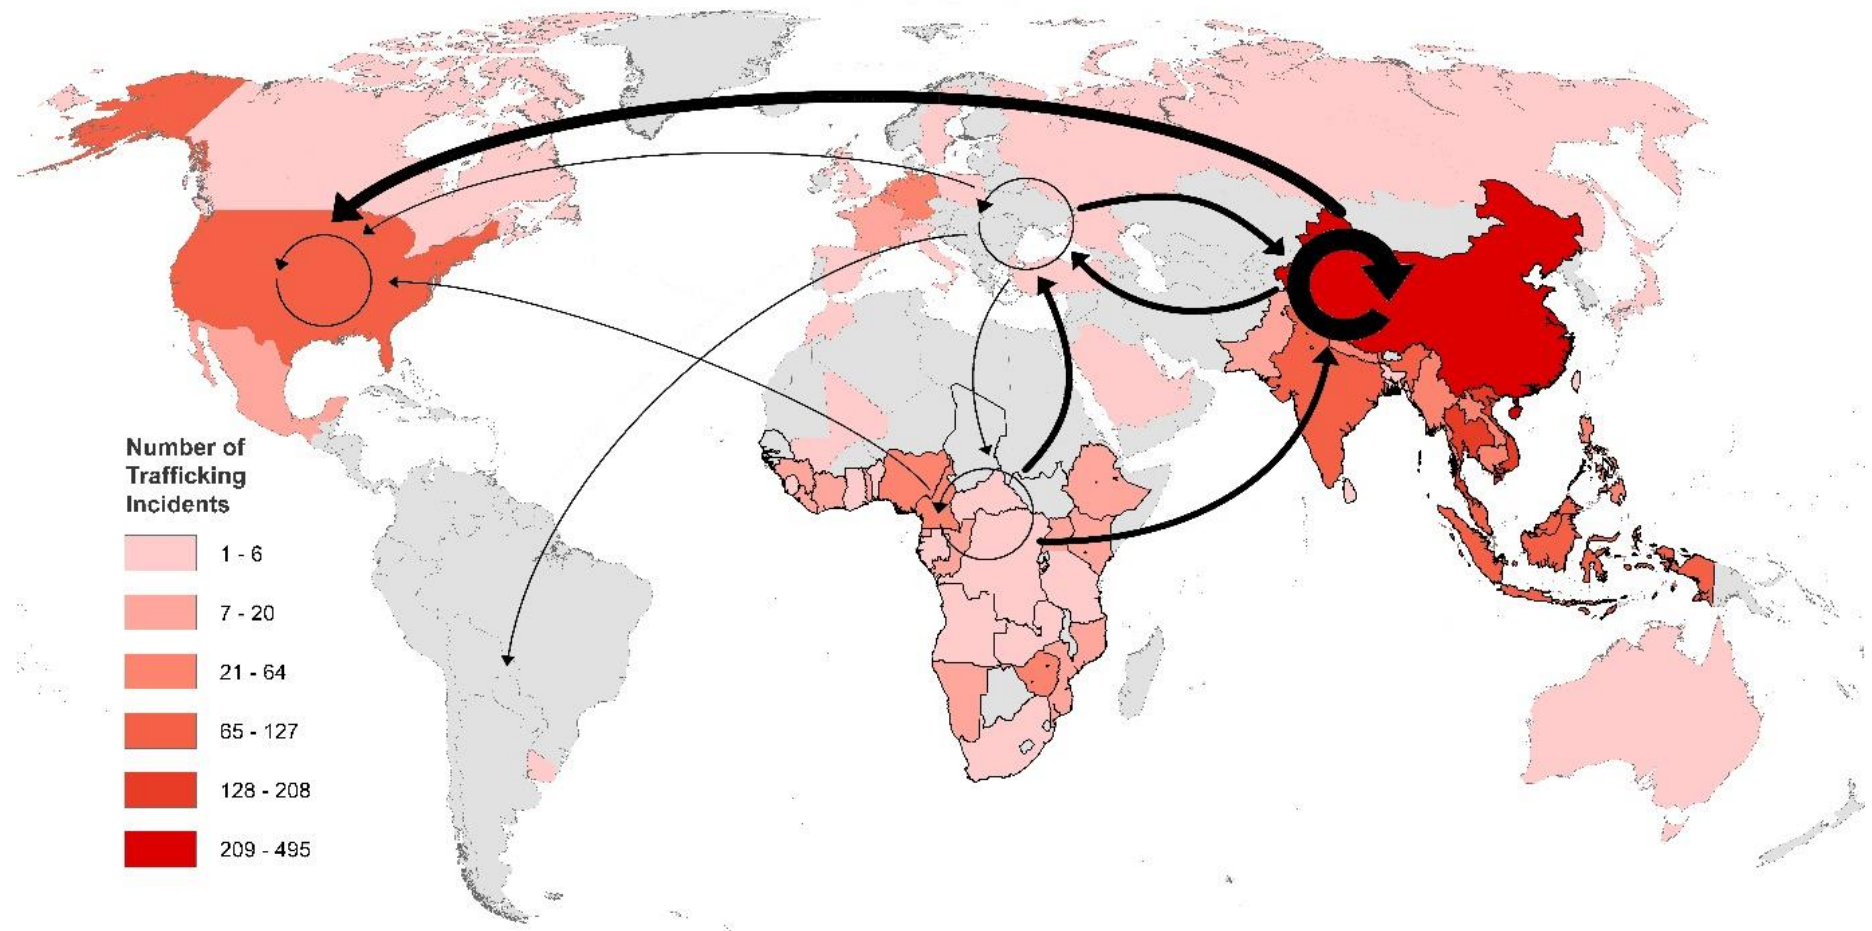 Number of
Trafficking
Incidents
1 - 6
7 - 20
21 - 64
65 - 127
128 - 208
209 - 495